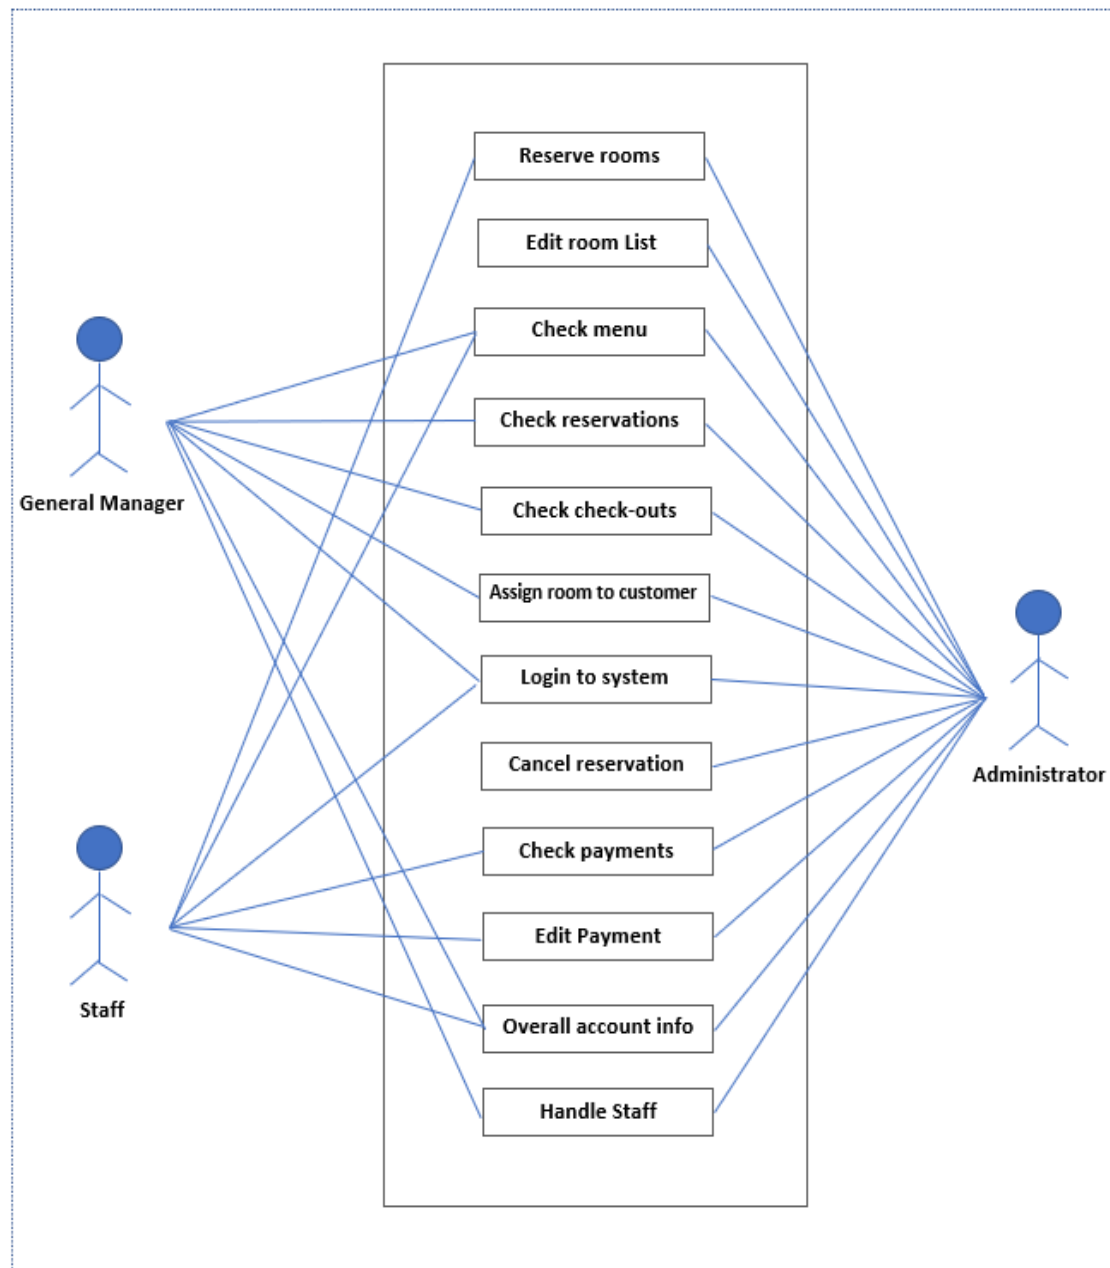 Reserve rooms
Edit room List
Check menu
Check reservations
General Manager
Check check-outs
Assign room to customer
Login to system
Cancel reservation
Administrator
Check payments
Edit Payment
Staff
Overall account info
Handle Staff